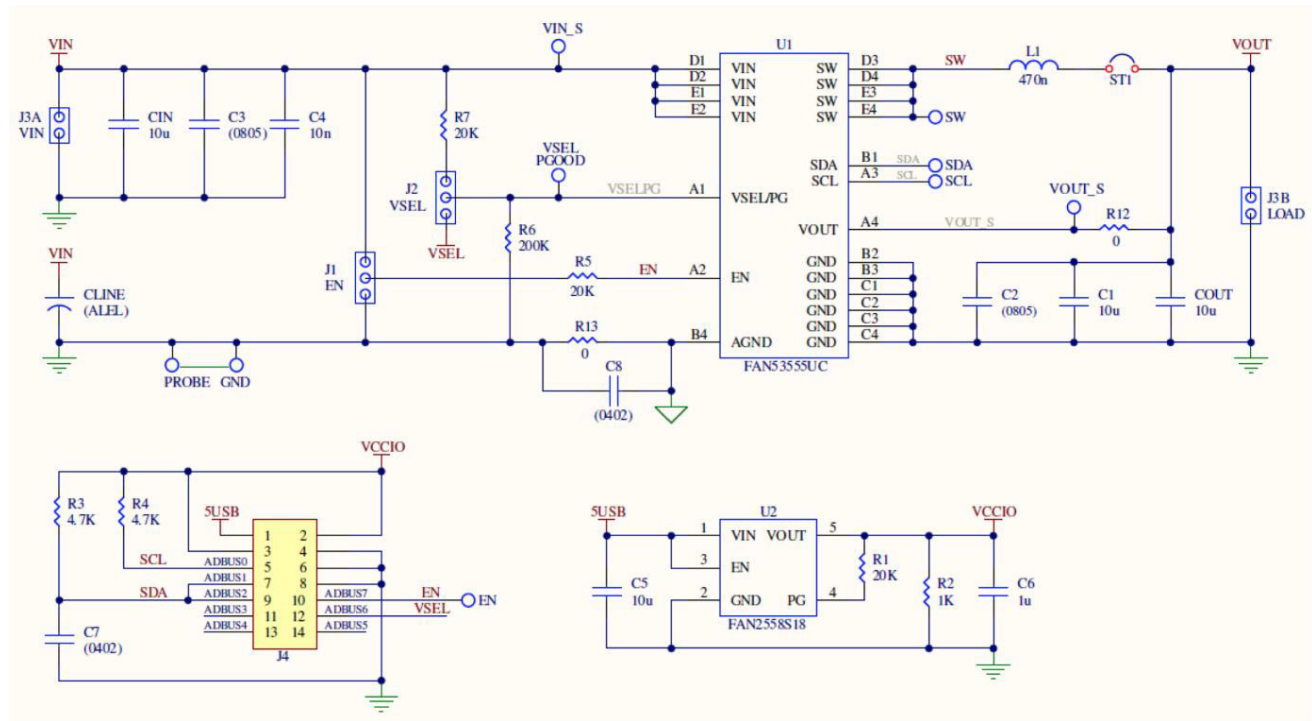 VIN_S
VIN U1 VOUT
D1 VIN SW D3 SW L1
D2 VIN SW D4 470n ST1
E1 VIN SW E3
E2 VIN SW E4 SW
J3A VIN
CIN 10u
C3 (0805)
C4 10n
R7 20K
VSEL PGOOD
J2 VSEL
VSEL
VSELPG A1 VSEL/PG
SDA B1 SDA SDA
SCL A3 SCL SCL
VOUT_S
VOUT A4 VOUT_S R12 0
J3B LOAD
R6 200K
J1 EN
R5 20K
EN A2 EN
GND B2
GND B3
GND C1
GND C2
GND C3
GND C4
C2 (0805)
C1 10u
COUT 10u
VIN
CLINE (ALEL)
PROBE GND
R13 0
B4 AGND
FAN53555UC
C8 (0402)
VCCIO
R3 4.7K
R4 4.7K
5USB
1 2
3 4
SCL ADBUS0 5 6
ADBUS1 7 8
SDA ADBUS2 9 10 ADBUS7 EN EN
ADBUS3 11 12 ADBUS6 VSEL
ADBUS4 13 14 ADBUS5
J4
C7 (0402)
5USB U2 VCCIO
1 VIN VOUT 5
3 EN
2 GND PG 4
FAN2558S18
C5 10u
R1 20K
R2 1K
C6 1u